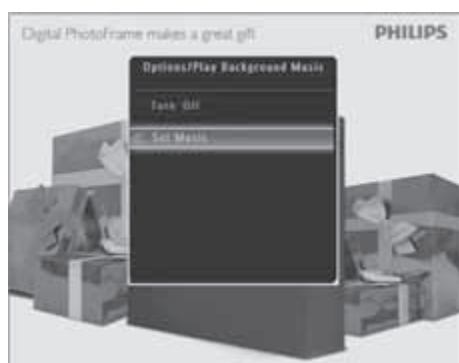 Digital PhotoFrame makes a great gift
PHILIPS
Options/Play Background Music
Turn Off
Set Music